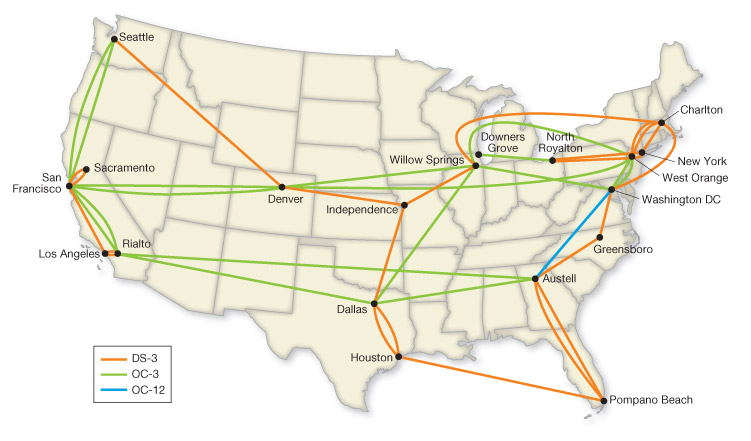 Seattle
Charlton
Downers
Grove
North
Royalton
Willow Springs
New York
Sacramento
San
Francisco
West Orange
Denver
Independence
Washington DC
Los Angeles
Rialto
Greensboro
Austell
Dallas
Houston
DS-3
OC-3
OC-12
Pompano Beach